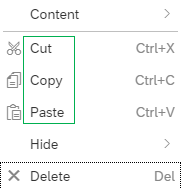 Content
Cut Ctrl+X
Copy Ctrl+C
Paste Ctrl+V
Hide
Delete Del